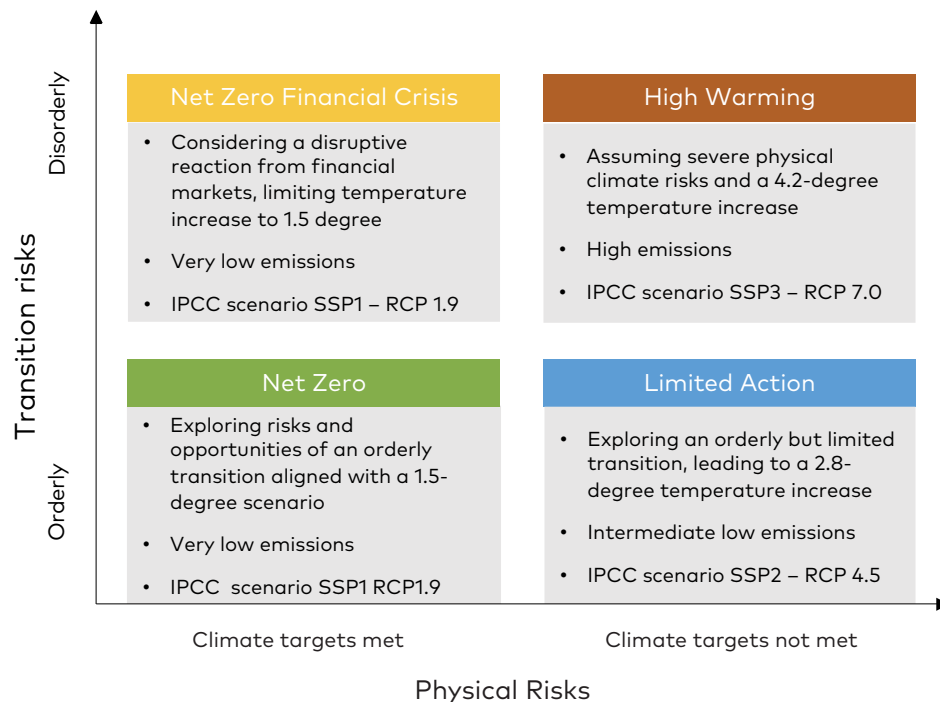 Transition risks
Disorderly
Orderly
Net Zero Financial Crisis
• Considering a disruptive
reaction from financial
markets, limiting temperature
increase to 1.5 degree
• Very low emissions
• IPCC scenario SSP1 – RCP 1.9
High Warming
• Assuming severe physical
climate risks and a 4.2-degree
temperature increase
• High emissions
• IPCC scenario SSP3 – RCP 7.0
Net Zero
• Exploring risks and
opportunities of an orderly
transition aligned with a 1.5-
degree scenario
• Very low emissions
• IPCC  scenario SSP1 RCP1.9
Limited Action
• Exploring an orderly but limited
transition, leading to a 2.8-
degree temperature increase
• Intermediate low emissions
• IPCC scenario SSP2 – RCP 4.5
Climate targets met
Climate targets not met
Physical Risks